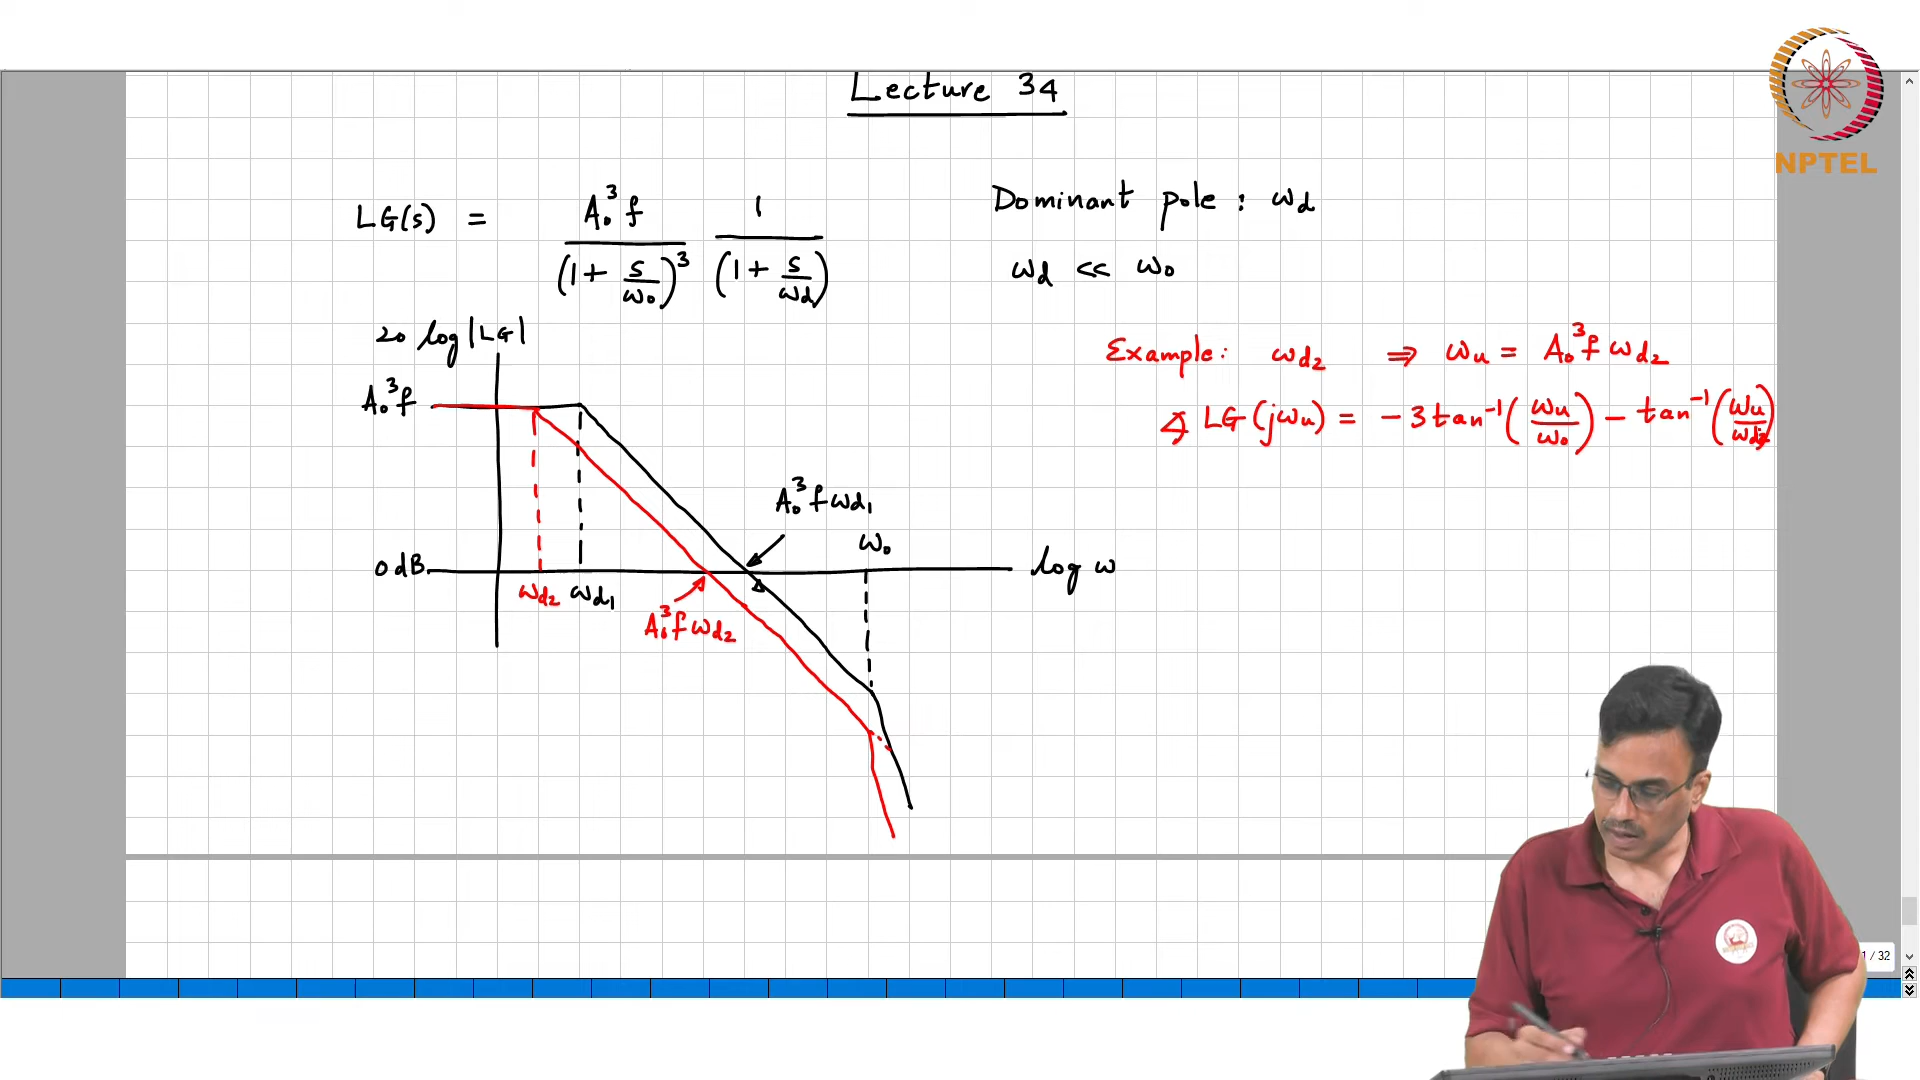 Lecture 34
NPTEL
LG(s) = A₀³f / (1 + s/ω₀)³ 1 / (1 + s/ωd)
Dominant pole : ωd
ωd << ω₀
20 log |LG|
Example: ωd2 ⇒ ωu = A₀³f ωd2
∡ LG(jωu) = -3 tan⁻¹(ωu/ω₀) - tan⁻¹(ωu/ωd2)
A₀³f
A₀³f ωd1
ω₀
0 dB
log ω
ωd2 ωd1
A₀³f ωd2
1 / 32